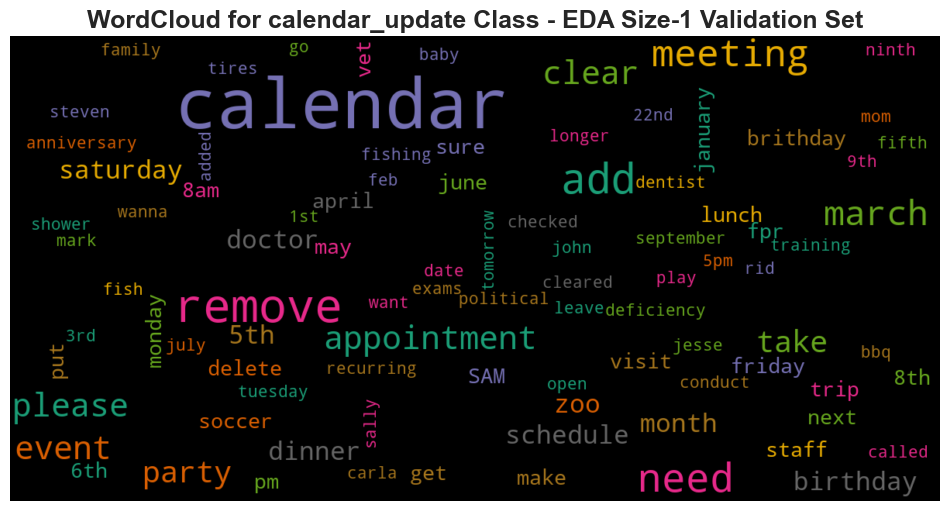 WordCloud for calendar_update Class - EDA Size-1 Validation Set
family
go
vet
baby
meeting
ninth
tires
clear
calendar
steven
22nd
january
mom
anniversary
added
longer
brithday
fifth
sure
fishing
9th
saturday
8am
feb
june
add
dentist
april
wanna
1st
lunch
march
shower
mark
doctor
may
tomorrow
checked
john
september
fpr
training
5pm
rid
date
play
fish
exams
cleared
remove
want
political
leave
deficiency
3rd
monday
5th
appointment
take
put
july
jesse
bbq
delete
recurring
visit
friday
SAM
8th
tuesday
open
conduct
trip
please
zoo
soccer
sally
month
next
schedule
event
dinner
staff
called
6th
party
carla
get
make
need
pm
birthday